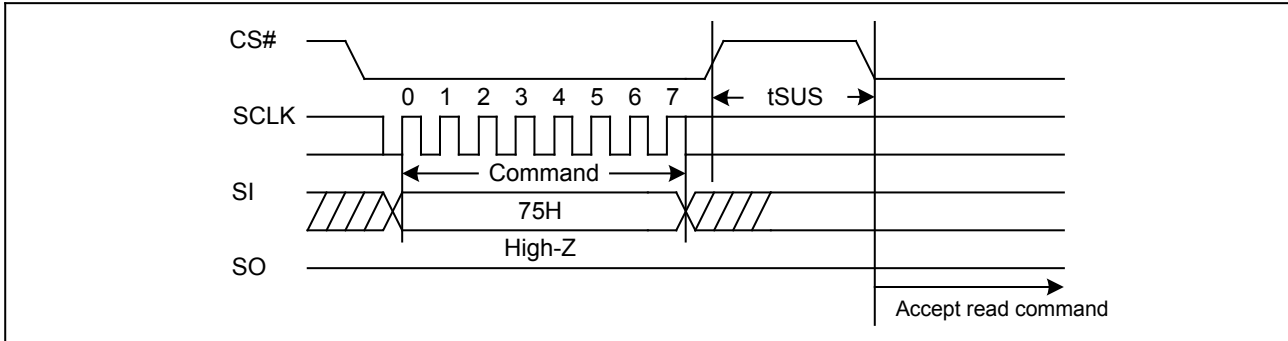 CS#
0 1 2 3 4 5 6 7
tSUS
SCLK
Command
SI
75H
High-Z
SO
Accept read command